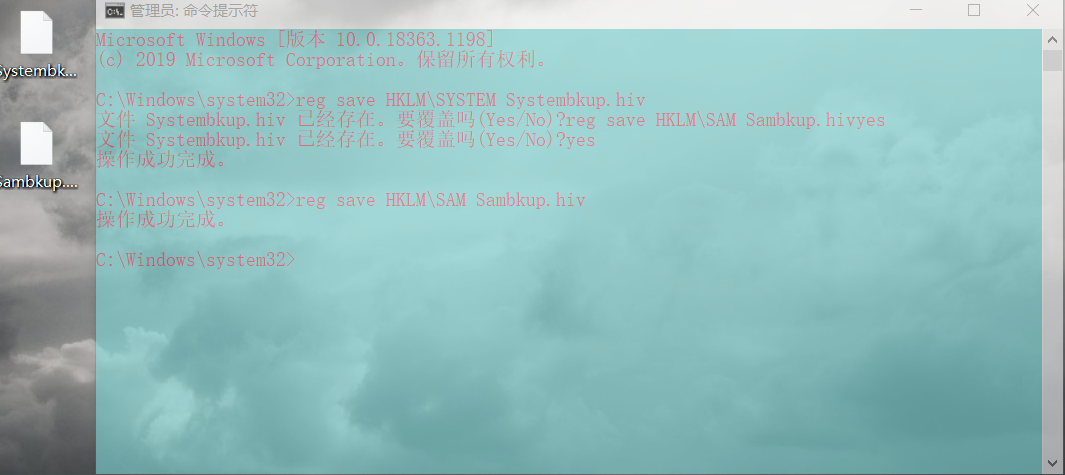 管理员: 命令提示符
Microsoft Windows [版本 10.0.18363.1198]
(c) 2019 Microsoft Corporation。保留所有权利。
C:\Windows\system32>reg save HKLM\SYSTEM Systembkup.hiv
文件 Systembkup.hiv 已经存在。要覆盖吗(Yes/No)?reg save HKLM\SAM Sambkup.hivyes
文件 Systembkup.hiv 已经存在。要覆盖吗(Yes/No)?yes
操作成功完成。
C:\Windows\system32>reg save HKLM\SAM Sambkup.hiv
操作成功完成。
C:\Windows\system32>
Systembk...
Sambkup....